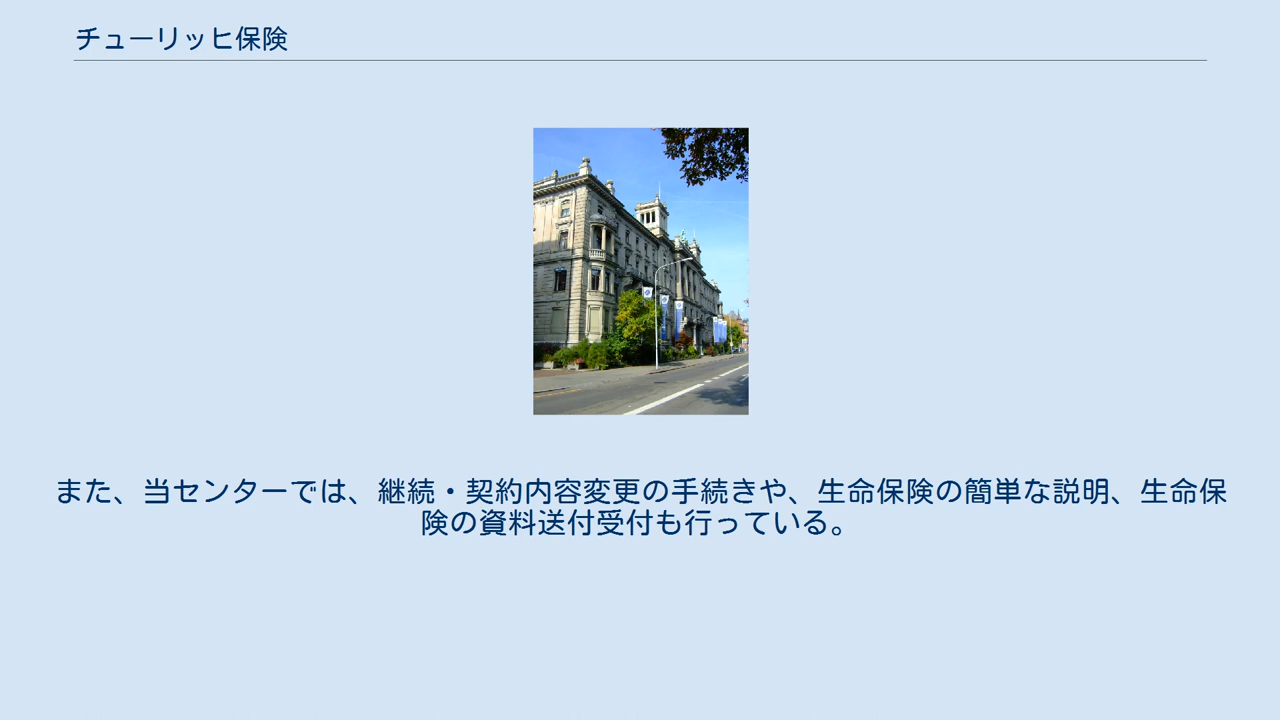 チューリッヒ保険
また、当センターでは、継続・契約内容変更の手続きや、生命保険の簡単な説明、生命保
険の資料送付受付も行っている。